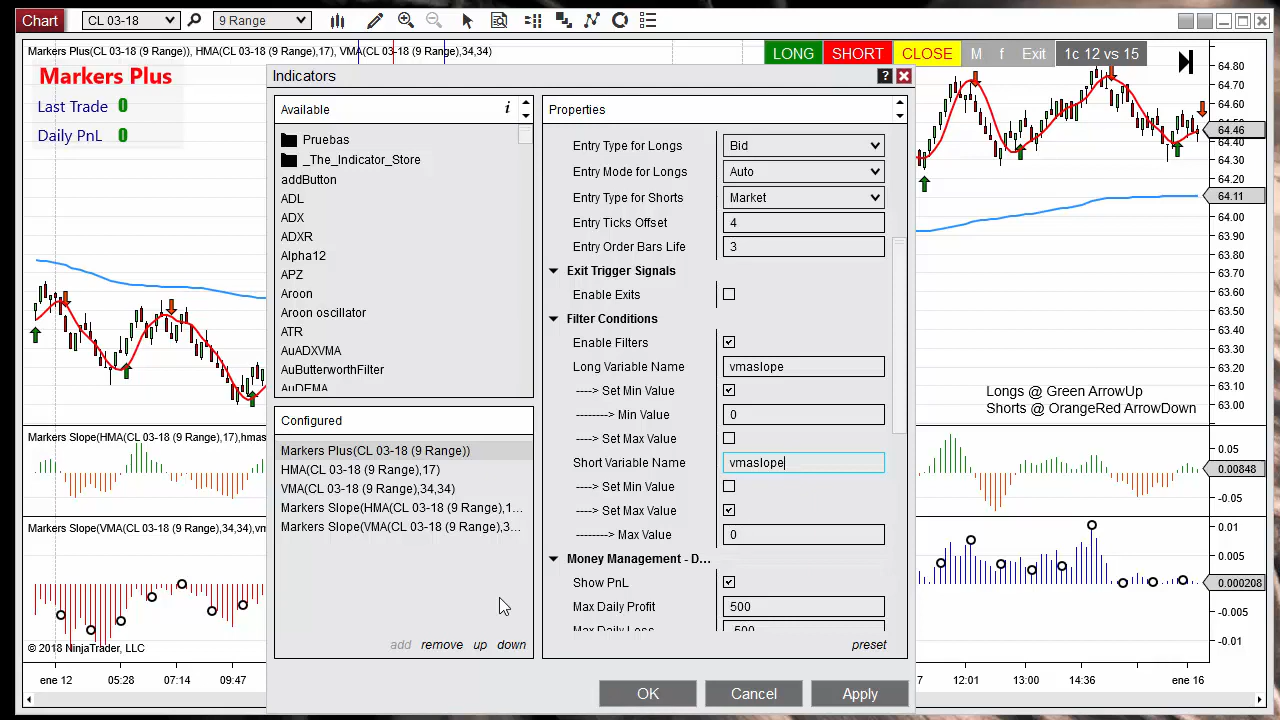 Chart
CL 03-18
9 Range
Markers Plus(CL 03-18 (9 Range)), HMA(CL 03-18 (9 Range),17), VMA(CL 03-18 (9 Range),34,34)
LONG
SHORT
CLOSE
M
f
Exit
1c 12 vs 15
Markers Plus
Last Trade 0
Daily PnL 0
Indicators
?
Available
i
Pruebas
_The_Indicator_Store
addButton
ADL
ADX
ADXR
Alpha12
APZ
Aroon
Aroon oscillator
ATR
AuADXVMA
AuButterworthFilter
AuDEMA
Configured
Markers Plus(CL 03-18 (9 Range))
HMA(CL 03-18 (9 Range),17)
VMA(CL 03-18 (9 Range),34,34)
Markers Slope(HMA(CL 03-18 (9 Range),1...
Markers Slope(VMA(CL 03-18 (9 Range),3...
add remove up down
Properties
Entry Type for Longs Bid
Entry Mode for Longs Auto
Entry Type for Shorts Market
Entry Ticks Offset 4
Entry Order Bars Life 3
Exit Trigger Signals
Enable Exits
Filter Conditions
Enable Filters
Long Variable Name vmaslope
----> Set Min Value
--------> Min Value 0
----> Set Max Value
Short Variable Name vmaslope
----> Set Min Value
----> Set Max Value
--------> Max Value 0
Money Management - D...
Show PnL
Max Daily Profit 500
Max Daily Loss -500
preset
OK
Cancel
Apply
64.80
64.70
64.60
64.46
64.40
64.30
64.20
64.11
64.00
63.90
63.80
63.70
63.60
63.50
63.40
63.30
63.20
63.10
63.00
Longs @ Green ArrowUp
Shorts @ OrangeRed ArrowDown
Markers Slope(HMA(CL 03-18 (9 Range),17),hmas
0.05
0.00848
-0.05
Markers Slope(VMA(CL 03-18 (9 Range),34,34),vm
0.01
0.005
0.000208
-0.005
-0.01
© 2018 NinjaTrader, LLC
ene 12
05:28
07:14
09:47
12:01
13:07
14:36
ene 16